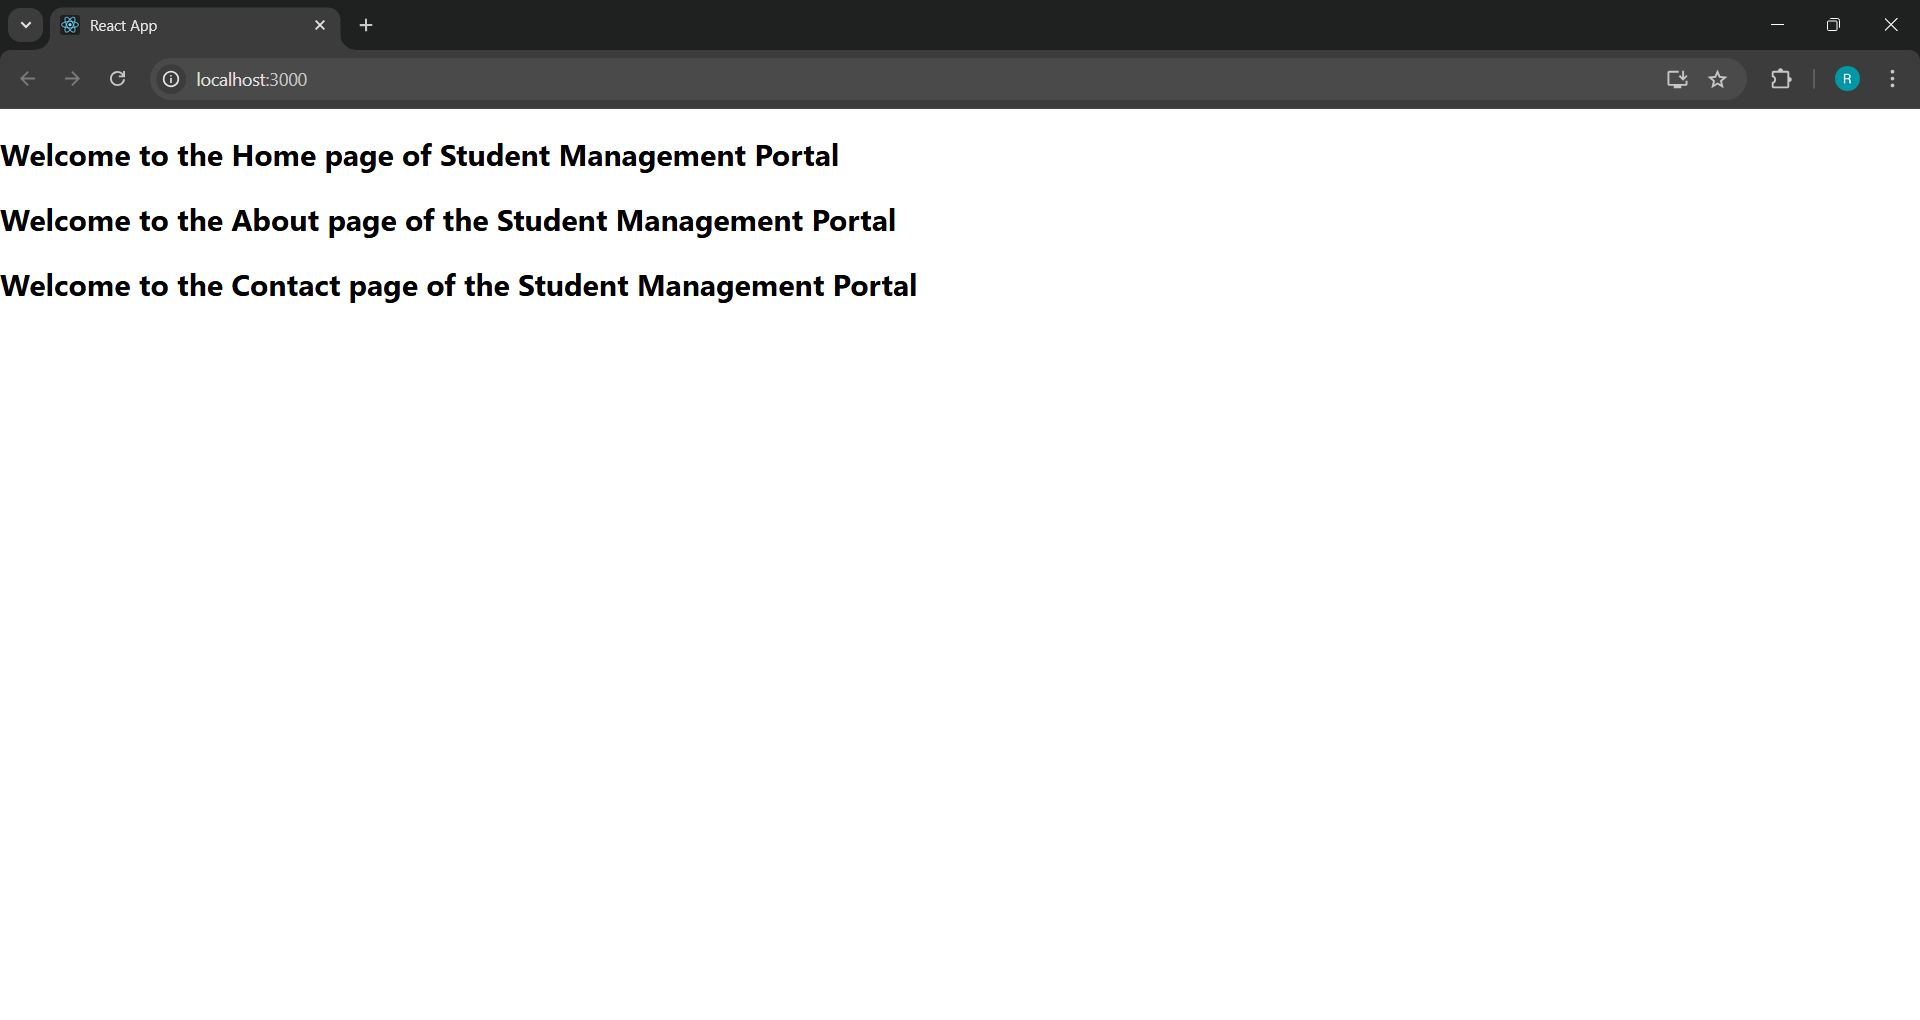 React App
localhost:3000
R
Welcome to the Home page of Student Management Portal
Welcome to the About page of the Student Management Portal
Welcome to the Contact page of the Student Management Portal